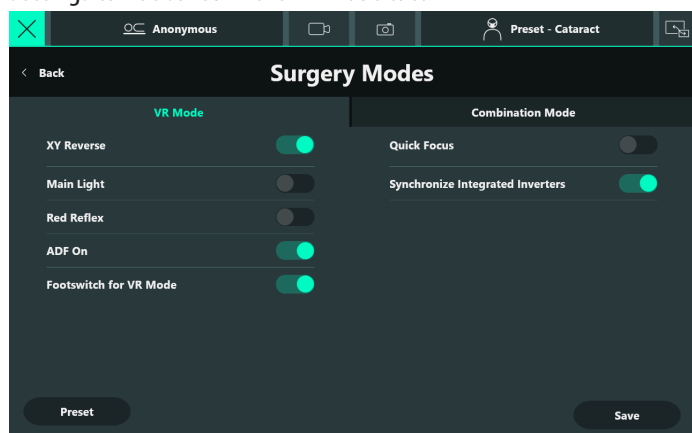 Anonymous
Preset - Cataract
Back
Surgery Modes
VR Mode
Combination Mode
XY Reverse
Quick Focus
Main Light
Synchronize Integrated Inverters
Red Reflex
ADF On
Footswitch for VR Mode
Preset
Save